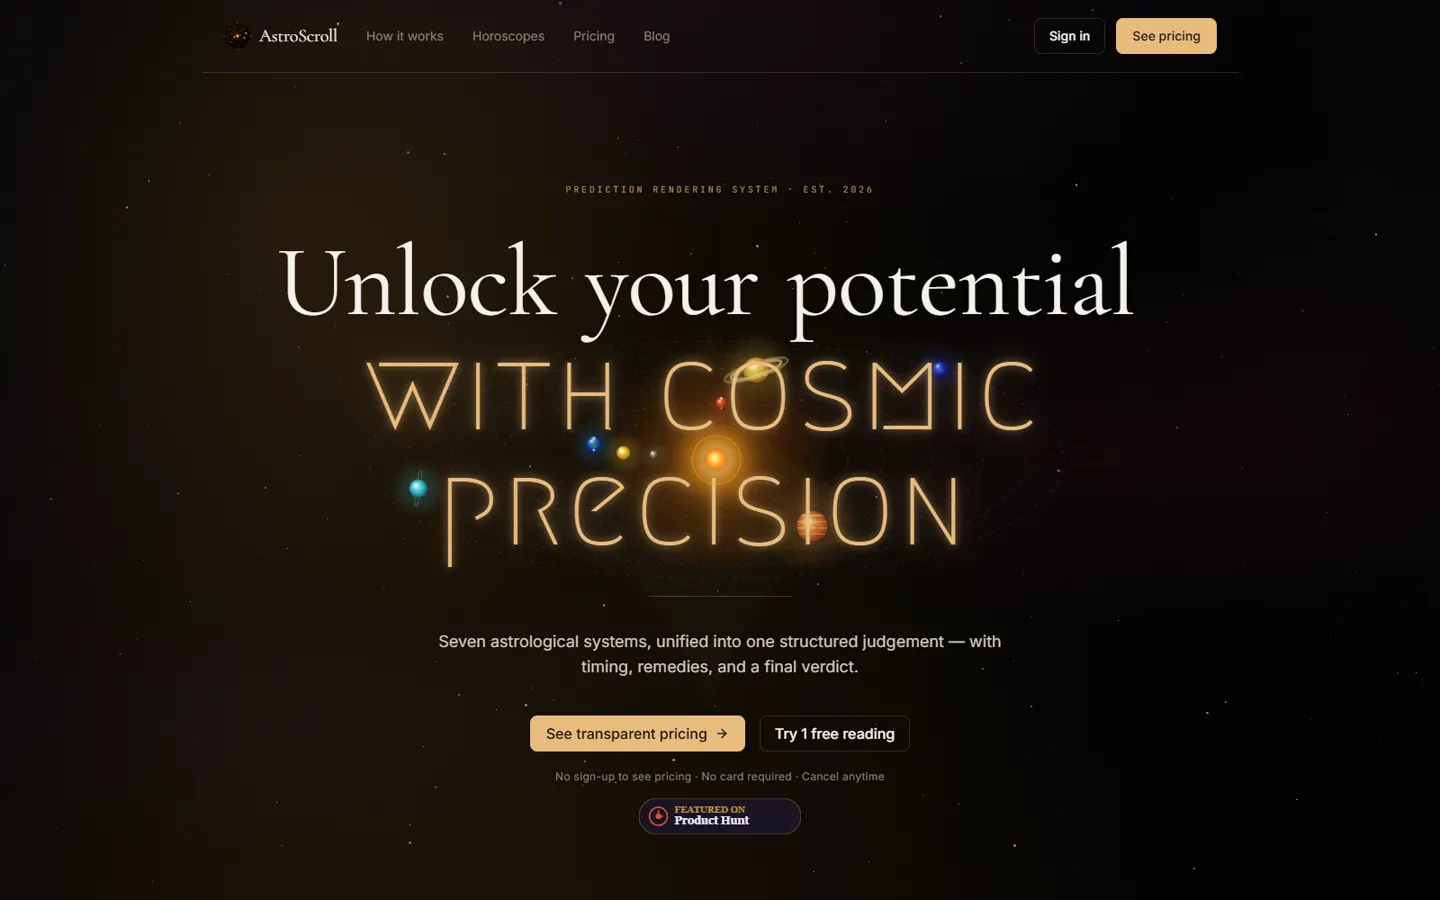 AstroScroll
How it works
Horoscopes
Pricing
Blog
Sign in
See pricing
PREDICTION RENDERING SYSTEM · EST. 2026
Unlock your potential
WITH COSMIC
PRECISION
Seven astrological systems, unified into one structured judgement — with
timing, remedies, and a final verdict.
See transparent pricing →
Try 1 free reading
No sign-up to see pricing · No card required · Cancel anytime
FEATURED ON
Product Hunt